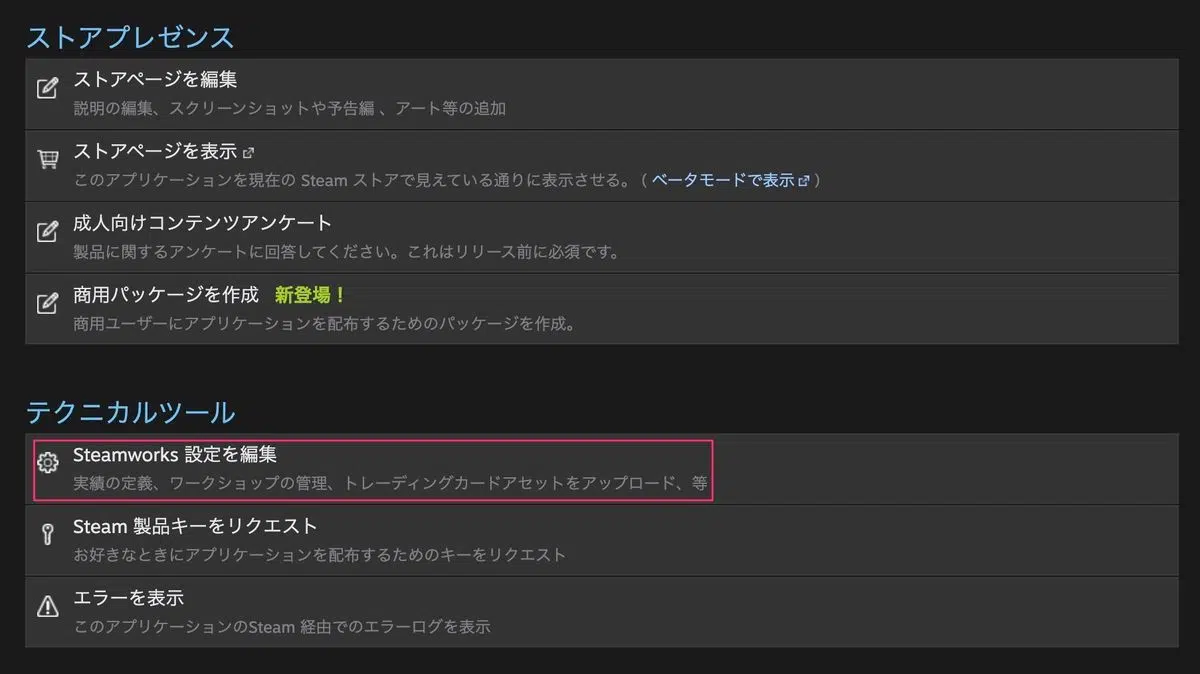 ストアプレゼンス
ストアページを編集
説明の編集、スクリーンショットや予告編 、アート等の追加
ストアページを表示
このアプリケーションを現在の Steam ストアで見えている通りに表示させる。 ( ベータモードで表示 )
成人向けコンテンツアンケート
製品に関するアンケートに回答してください。これはリリース前に必須です。
商用パッケージを作成 新登場！
商用ユーザーにアプリケーションを配布するためのパッケージを作成。
テクニカルツール
Steamworks 設定を編集
実績の定義、ワークショップの管理、トレーディングカードアセットをアップロード、等
Steam 製品キーをリクエスト
お好きなときにアプリケーションを配布するためのキーをリクエスト
エラーを表示
このアプリケーションのSteam 経由でのエラーログを表示